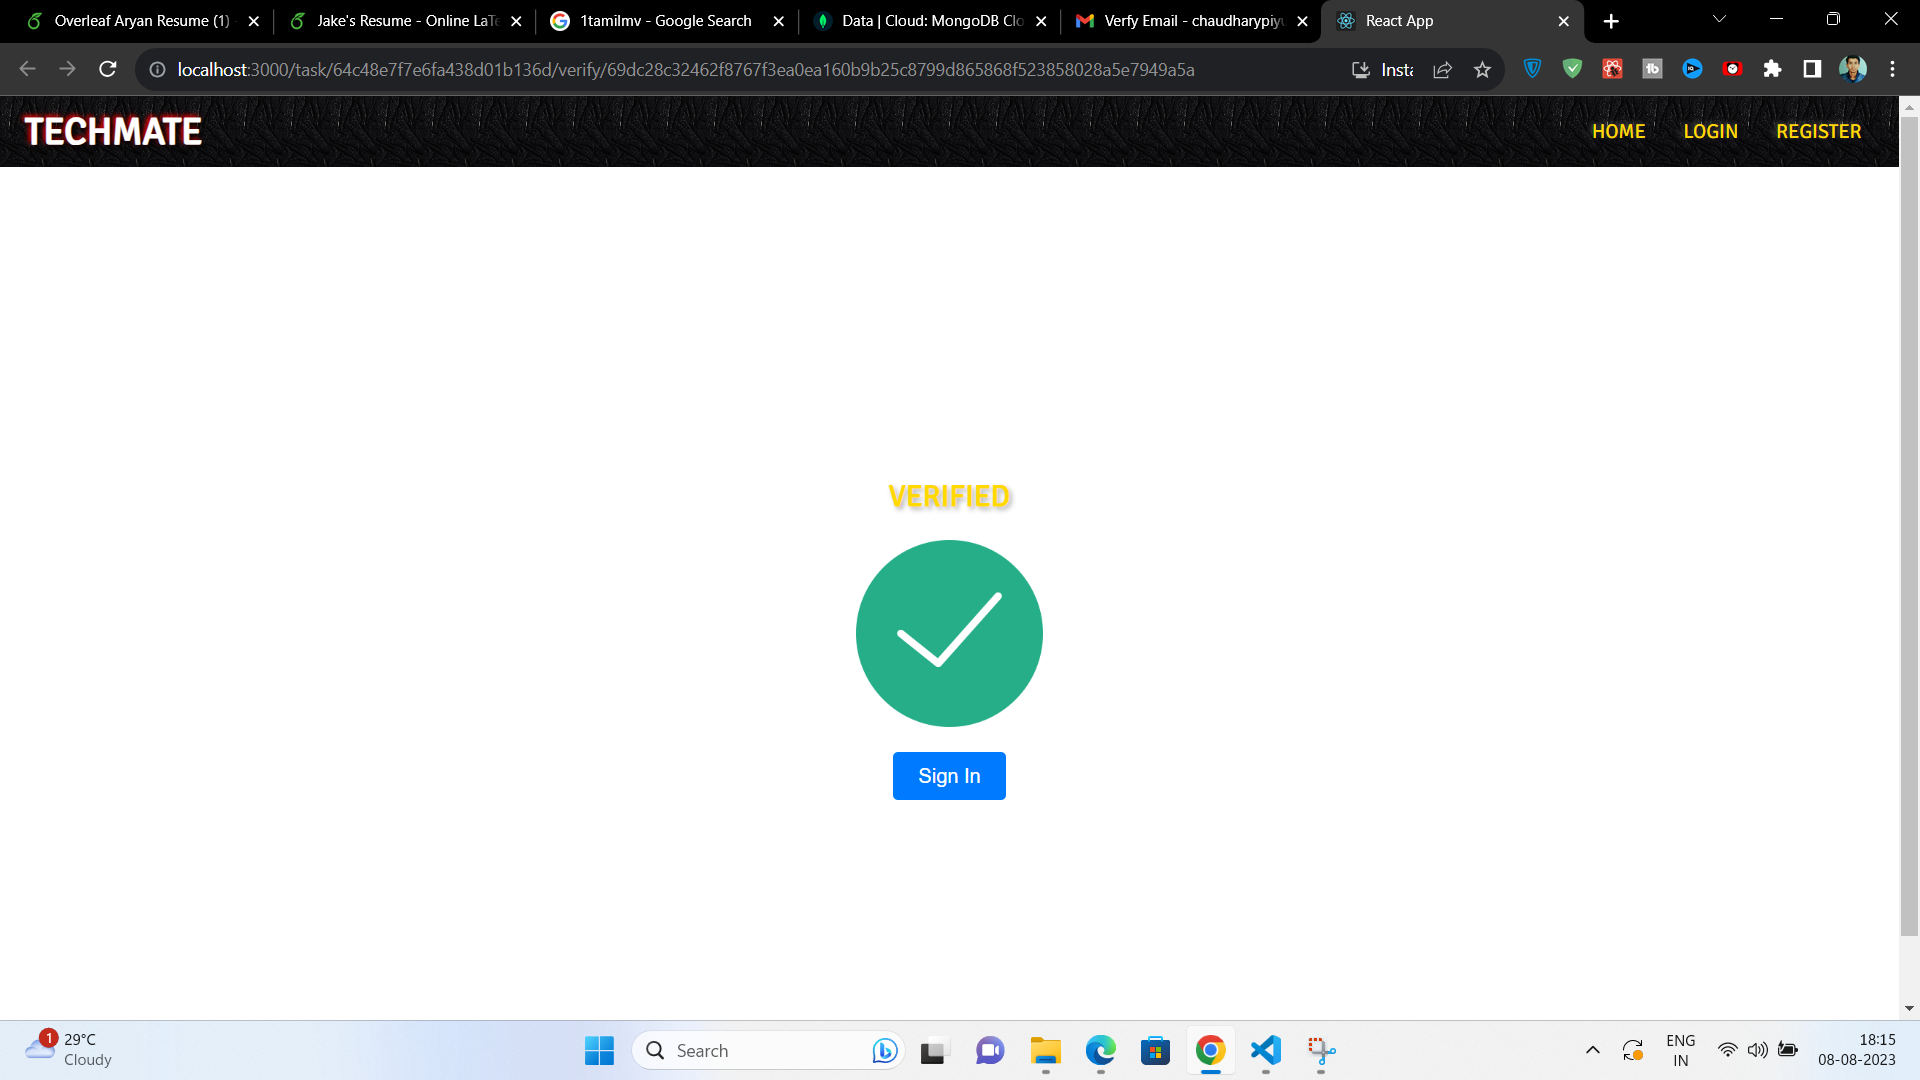 Overleaf Aryan Resume (1)
Jake's Resume - Online LaTe
1tamilmv - Google Search
Data | Cloud: MongoDB Clo
Verfy Email - chaudharypiyu
React App
localhost:3000/task/64c48e7f7e6fa438d01b136d/verify/69dc28c32462f8767f3ea0ea160b9b25c8799d865868f523858028a5e7949a5a
Insta
TECHMATE
HOME
LOGIN
REGISTER
VERIFIED
Sign In
1
29°C
Cloudy
Search
ENG
IN
18:15
08-08-2023